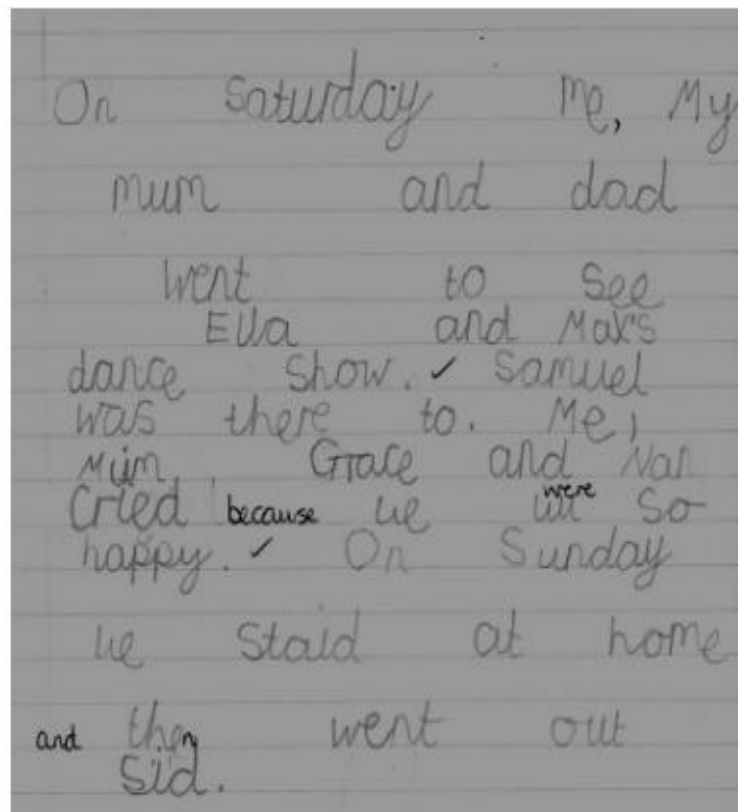 On Saturday Me, My
mum and dad
went to see
Ella and Max's
dance show. ✓ Samuel
was there to. Me,
Mum, Grace and Nan
Cried because we were so
happy. ✓ On Sunday
we staid at home
and then went out
Sid.